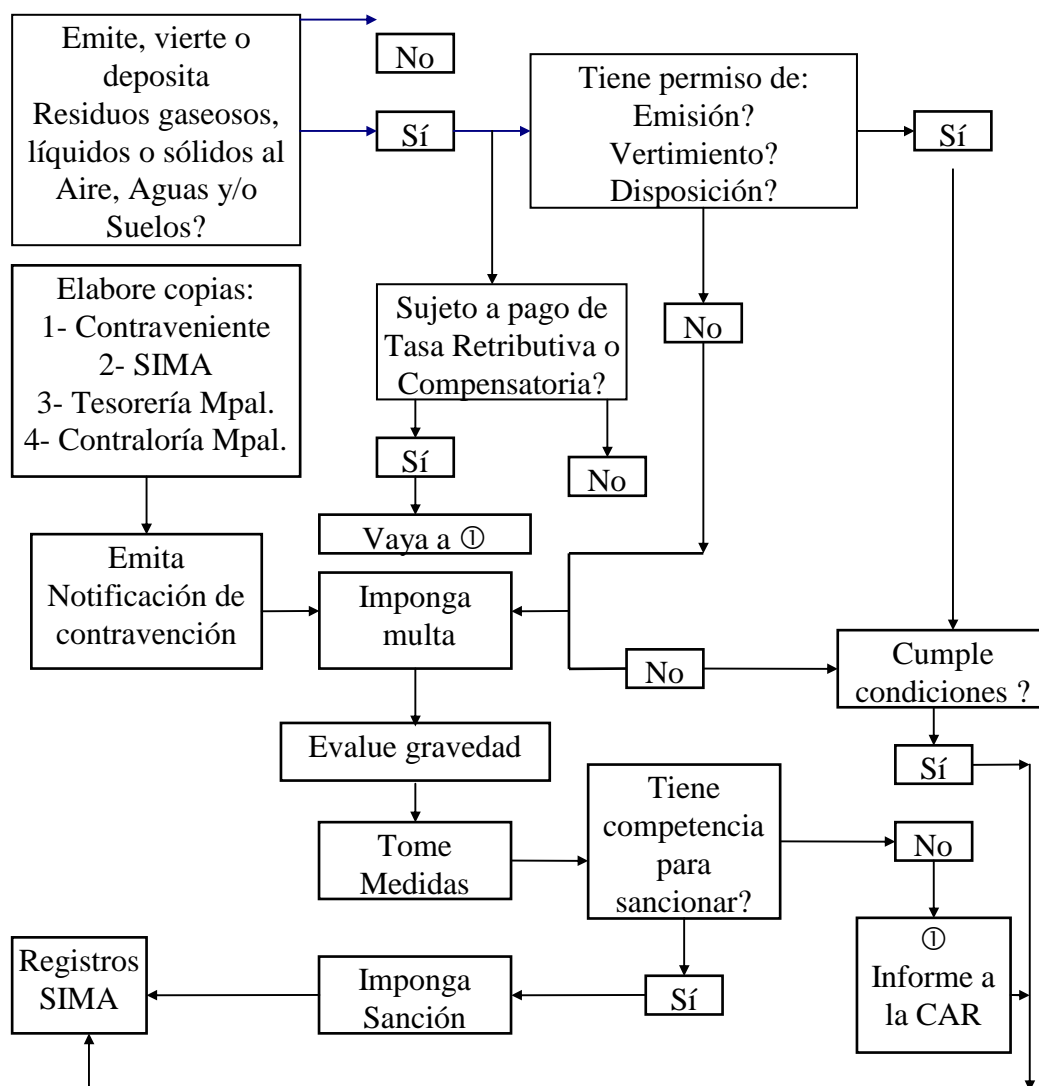 Emite, vierte o
deposita
Residuos gaseosos,
líquidos o sólidos al
Aire, Aguas y/o
Suelos?
No
Sí
Tiene permiso de:
Emisión?
Vertimiento?
Disposición?
Sí
Elabore copias:
1- Contraveniente
2- SIMA
3- Tesorería Mpal.
4- Contraloría Mpal.
Sujeto a pago de
Tasa Retributiva o
Compensatoria?
No
Sí
No
Vaya a ①
Emita
Notificación de
contravención
Imponga
multa
No
Cumple
condiciones ?
Evalue gravedad
Sí
Tome
Medidas
Tiene
competencia
para
sancionar?
No
Registros
SIMA
Imponga
Sanción
Sí
①
Informe a
la CAR